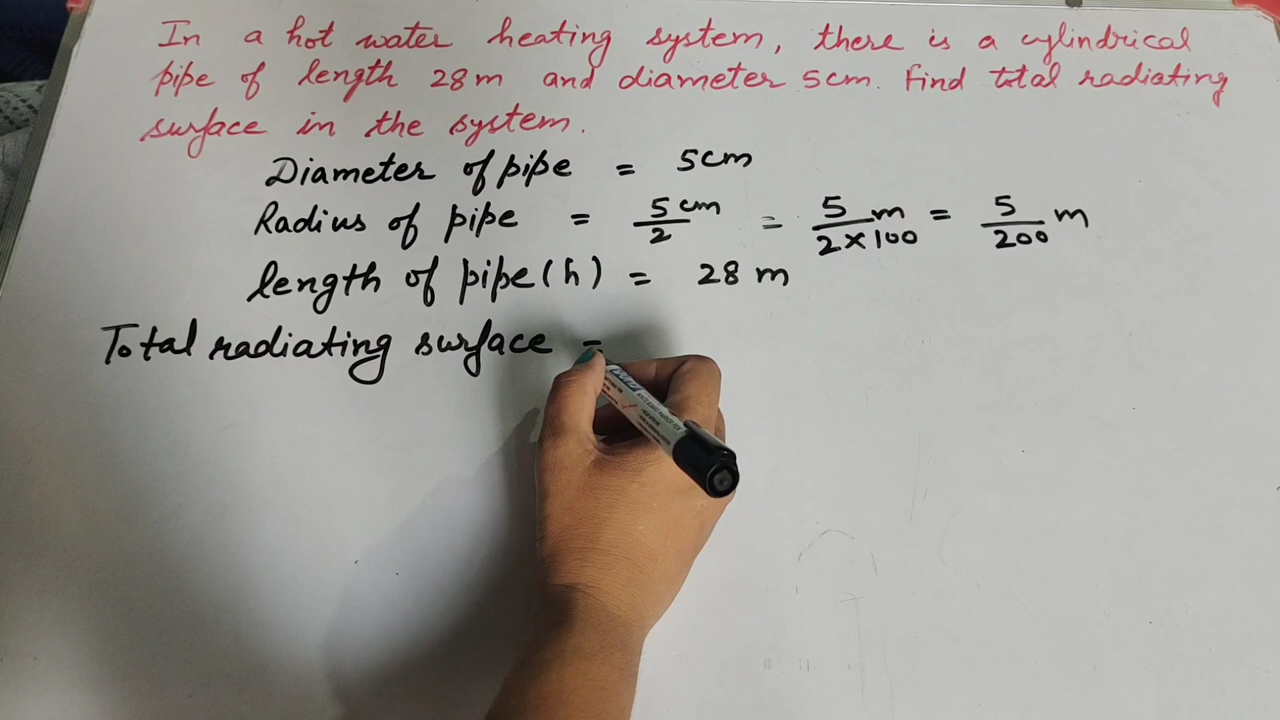 In a hot water heating system, there is a cylindrical
pipe of length 28m and diameter 5cm. Find total radiating
surface in the system.
Diameter of pipe = 5cm
Radius of pipe = 5/2 cm = 5/2×100 m = 5/200 m
length of pipe (h) = 28 m
Total radiating surface =